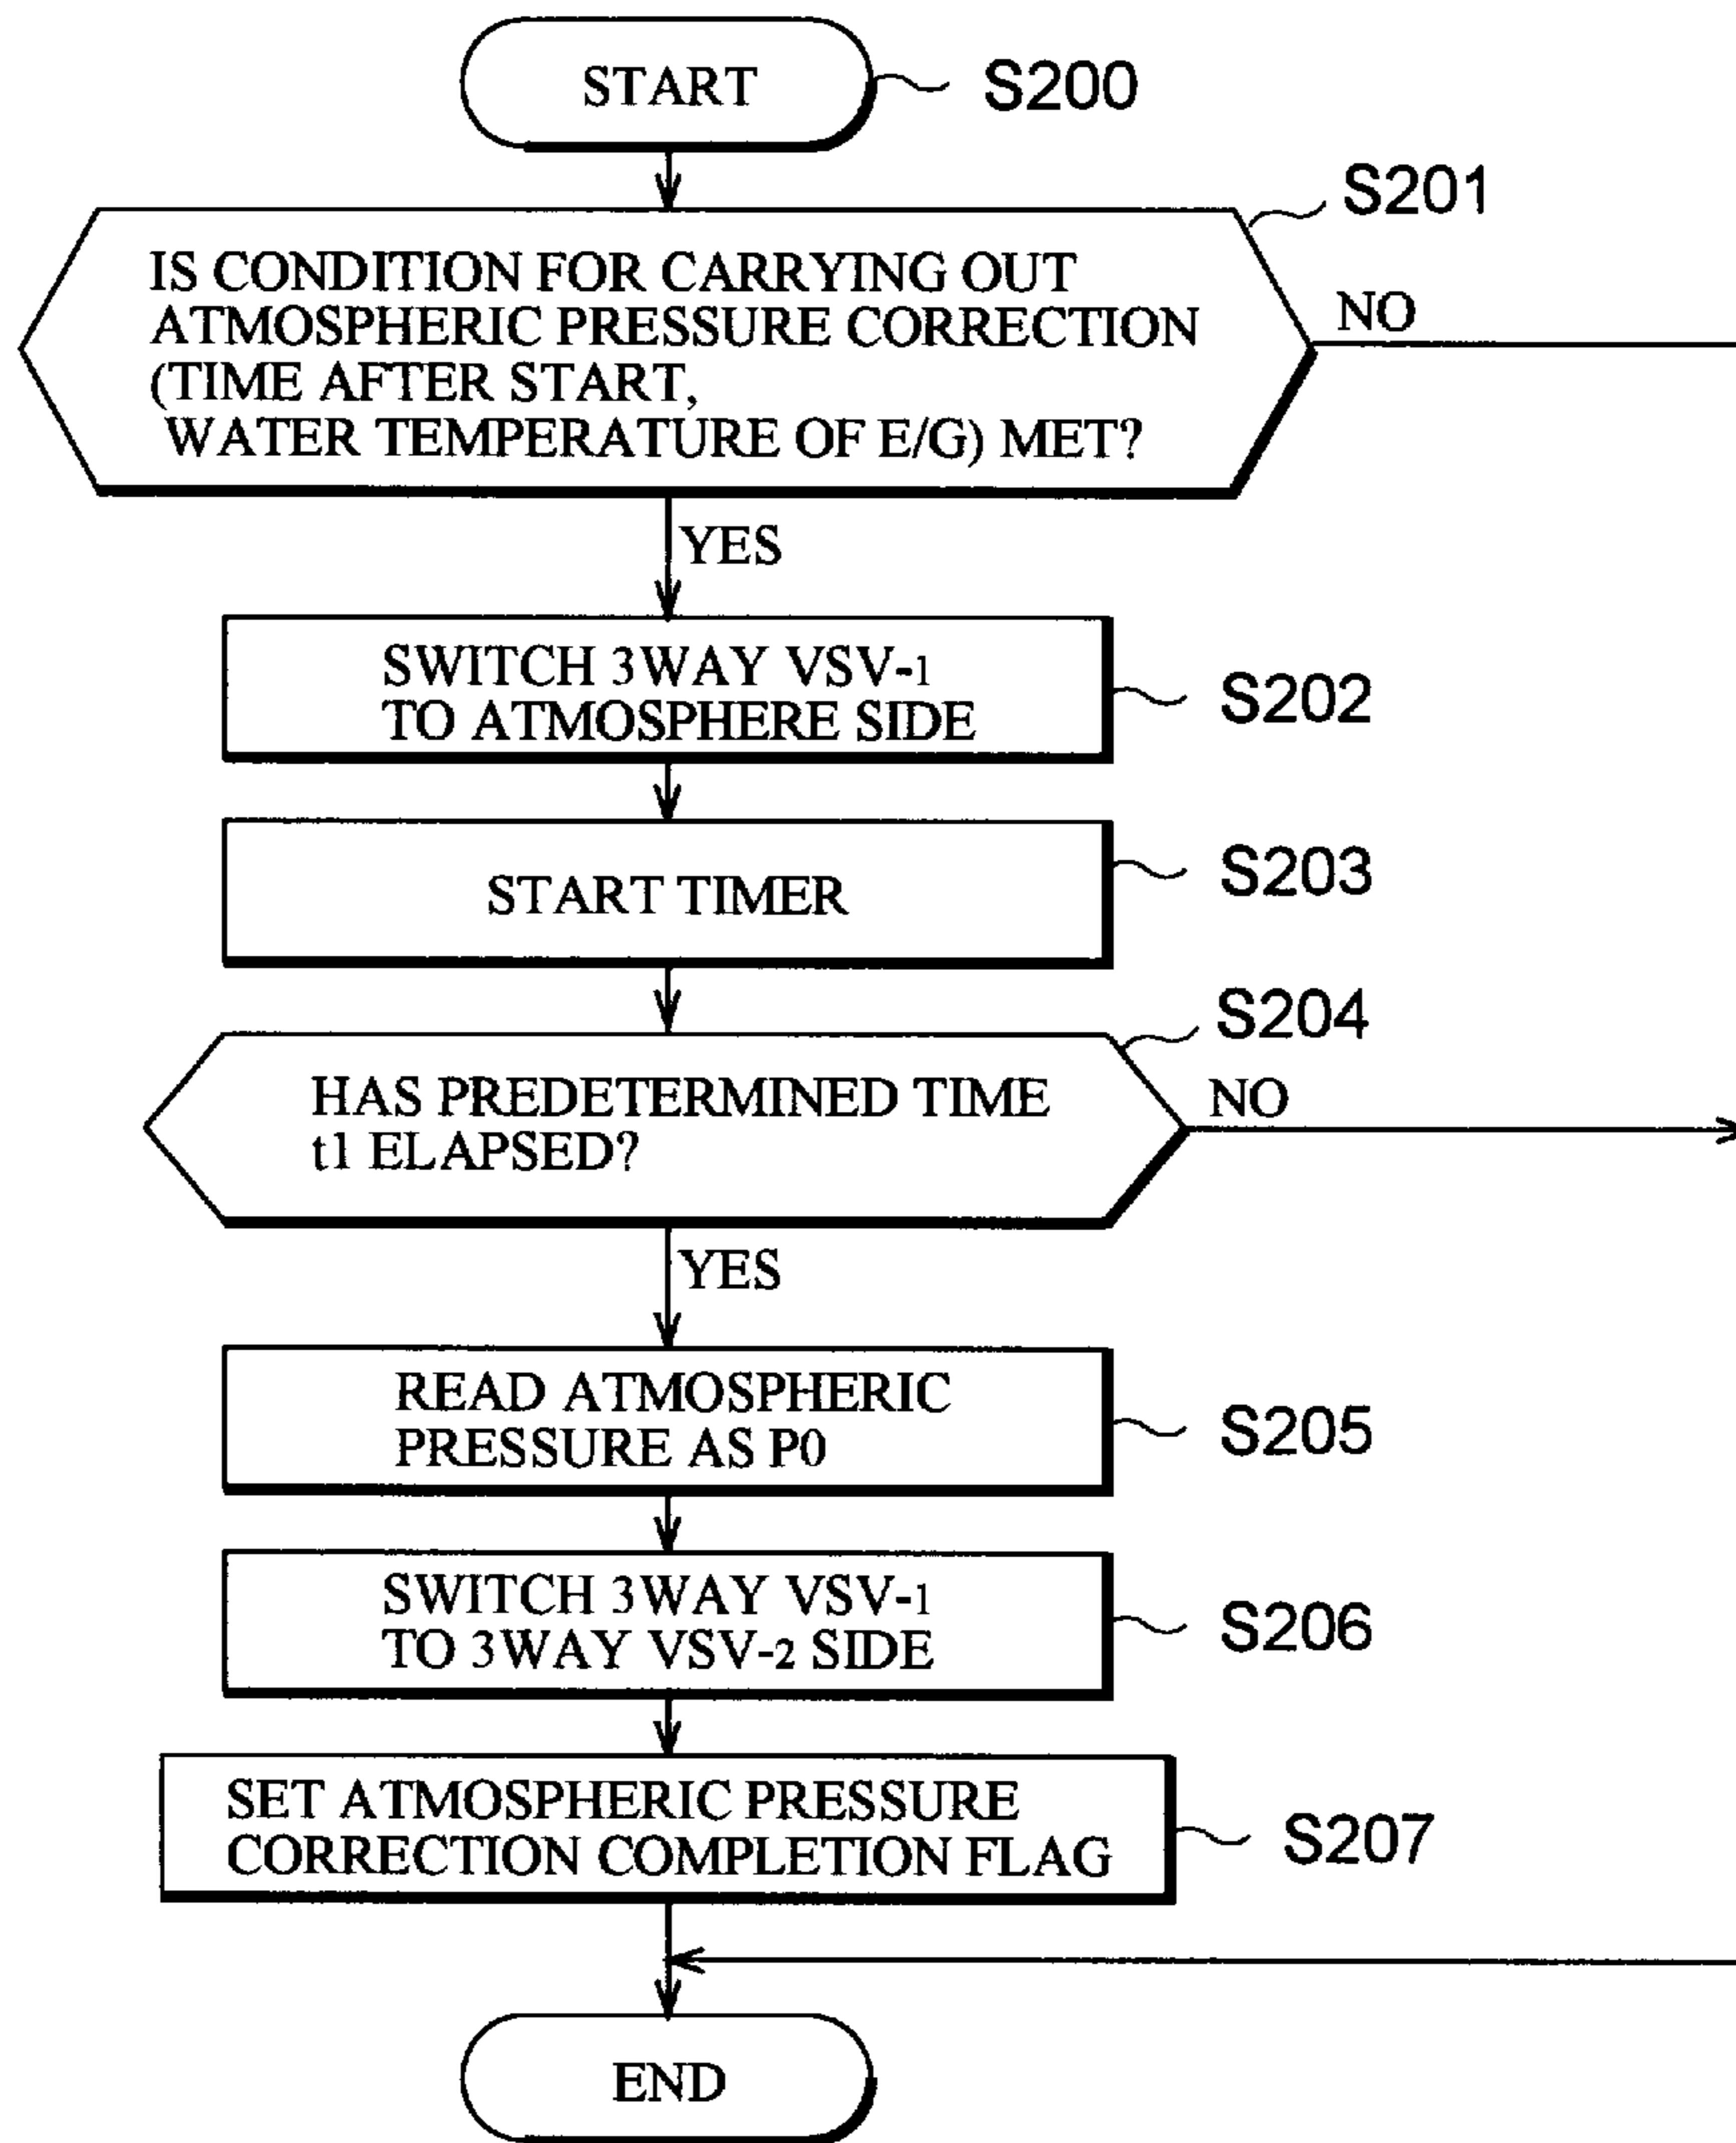 START
S200
S201
IS CONDITION FOR CARRYING OUT
ATMOSPHERIC PRESSURE CORRECTION
(TIME AFTER START,
WATER TEMPERATURE OF E/G) MET?
NO
YES
SWITCH 3WAY VSV-1
TO ATMOSPHERE SIDE
S202
START TIMER
S203
S204
HAS PREDETERMINED TIME
t1 ELAPSED?
NO
YES
READ ATMOSPHERIC
PRESSURE AS P0
S205
SWITCH 3WAY VSV-1
TO 3WAY VSV-2 SIDE
S206
SET ATMOSPHERIC PRESSURE
CORRECTION COMPLETION FLAG
S207
END